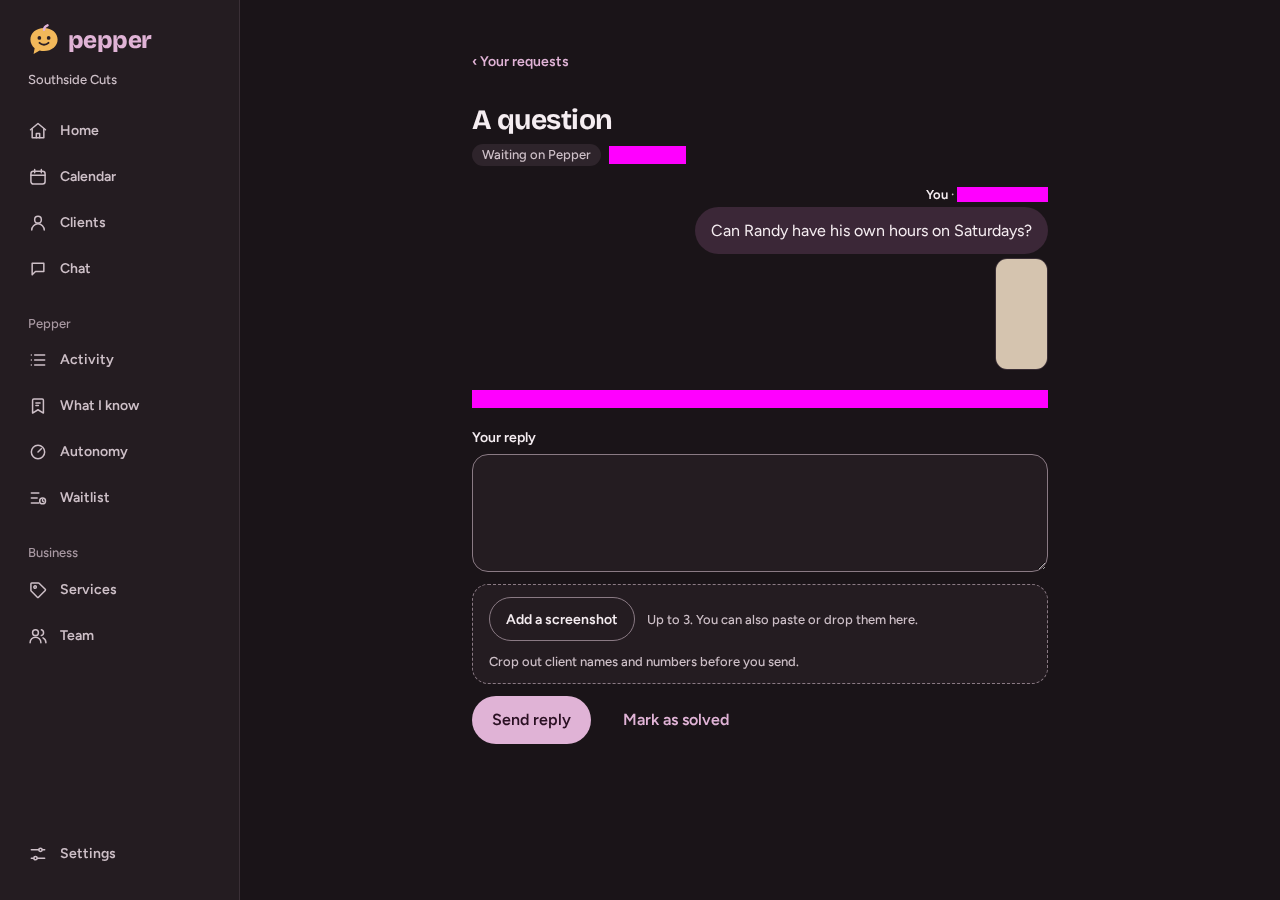 pepper
Southside Cuts
Home
Calendar
Clients
Chat
Pepper
Activity
What I know
Autonomy
Waitlist
Business
Services
Team
Settings
‹ Your requests
A question
Waiting on Pepper
You ·
Can Randy have his own hours on Saturdays?
Your reply
Add a screenshot
Up to 3. You can also paste or drop them here.
Crop out client names and numbers before you send.
Send reply
Mark as solved